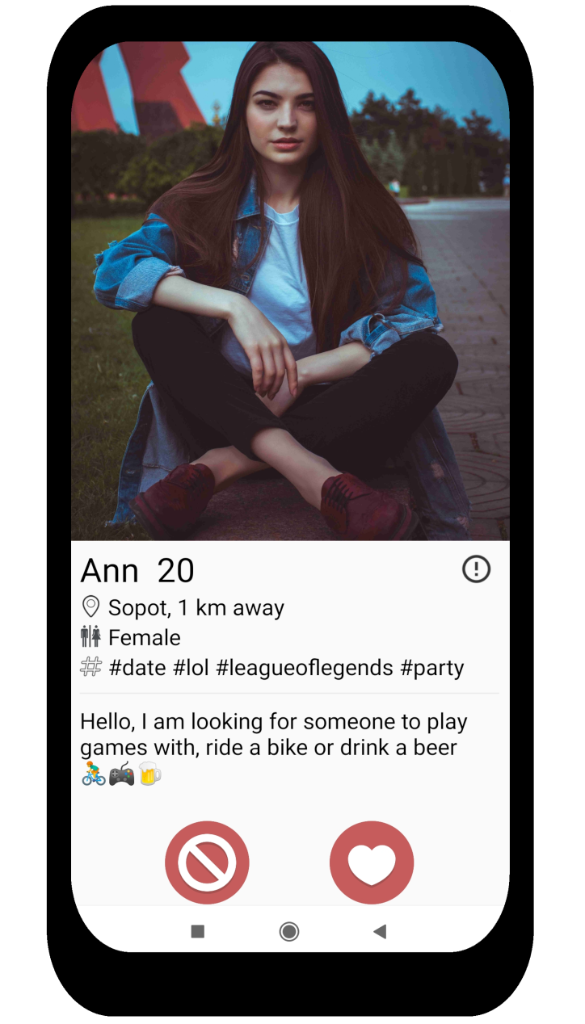 Ann 20
Sopot, 1 km away
Female
#date #lol #leagueoflegends #party
Hello, I am looking for someone to play
games with, ride a bike or drink a beer
🚴🎮🍺